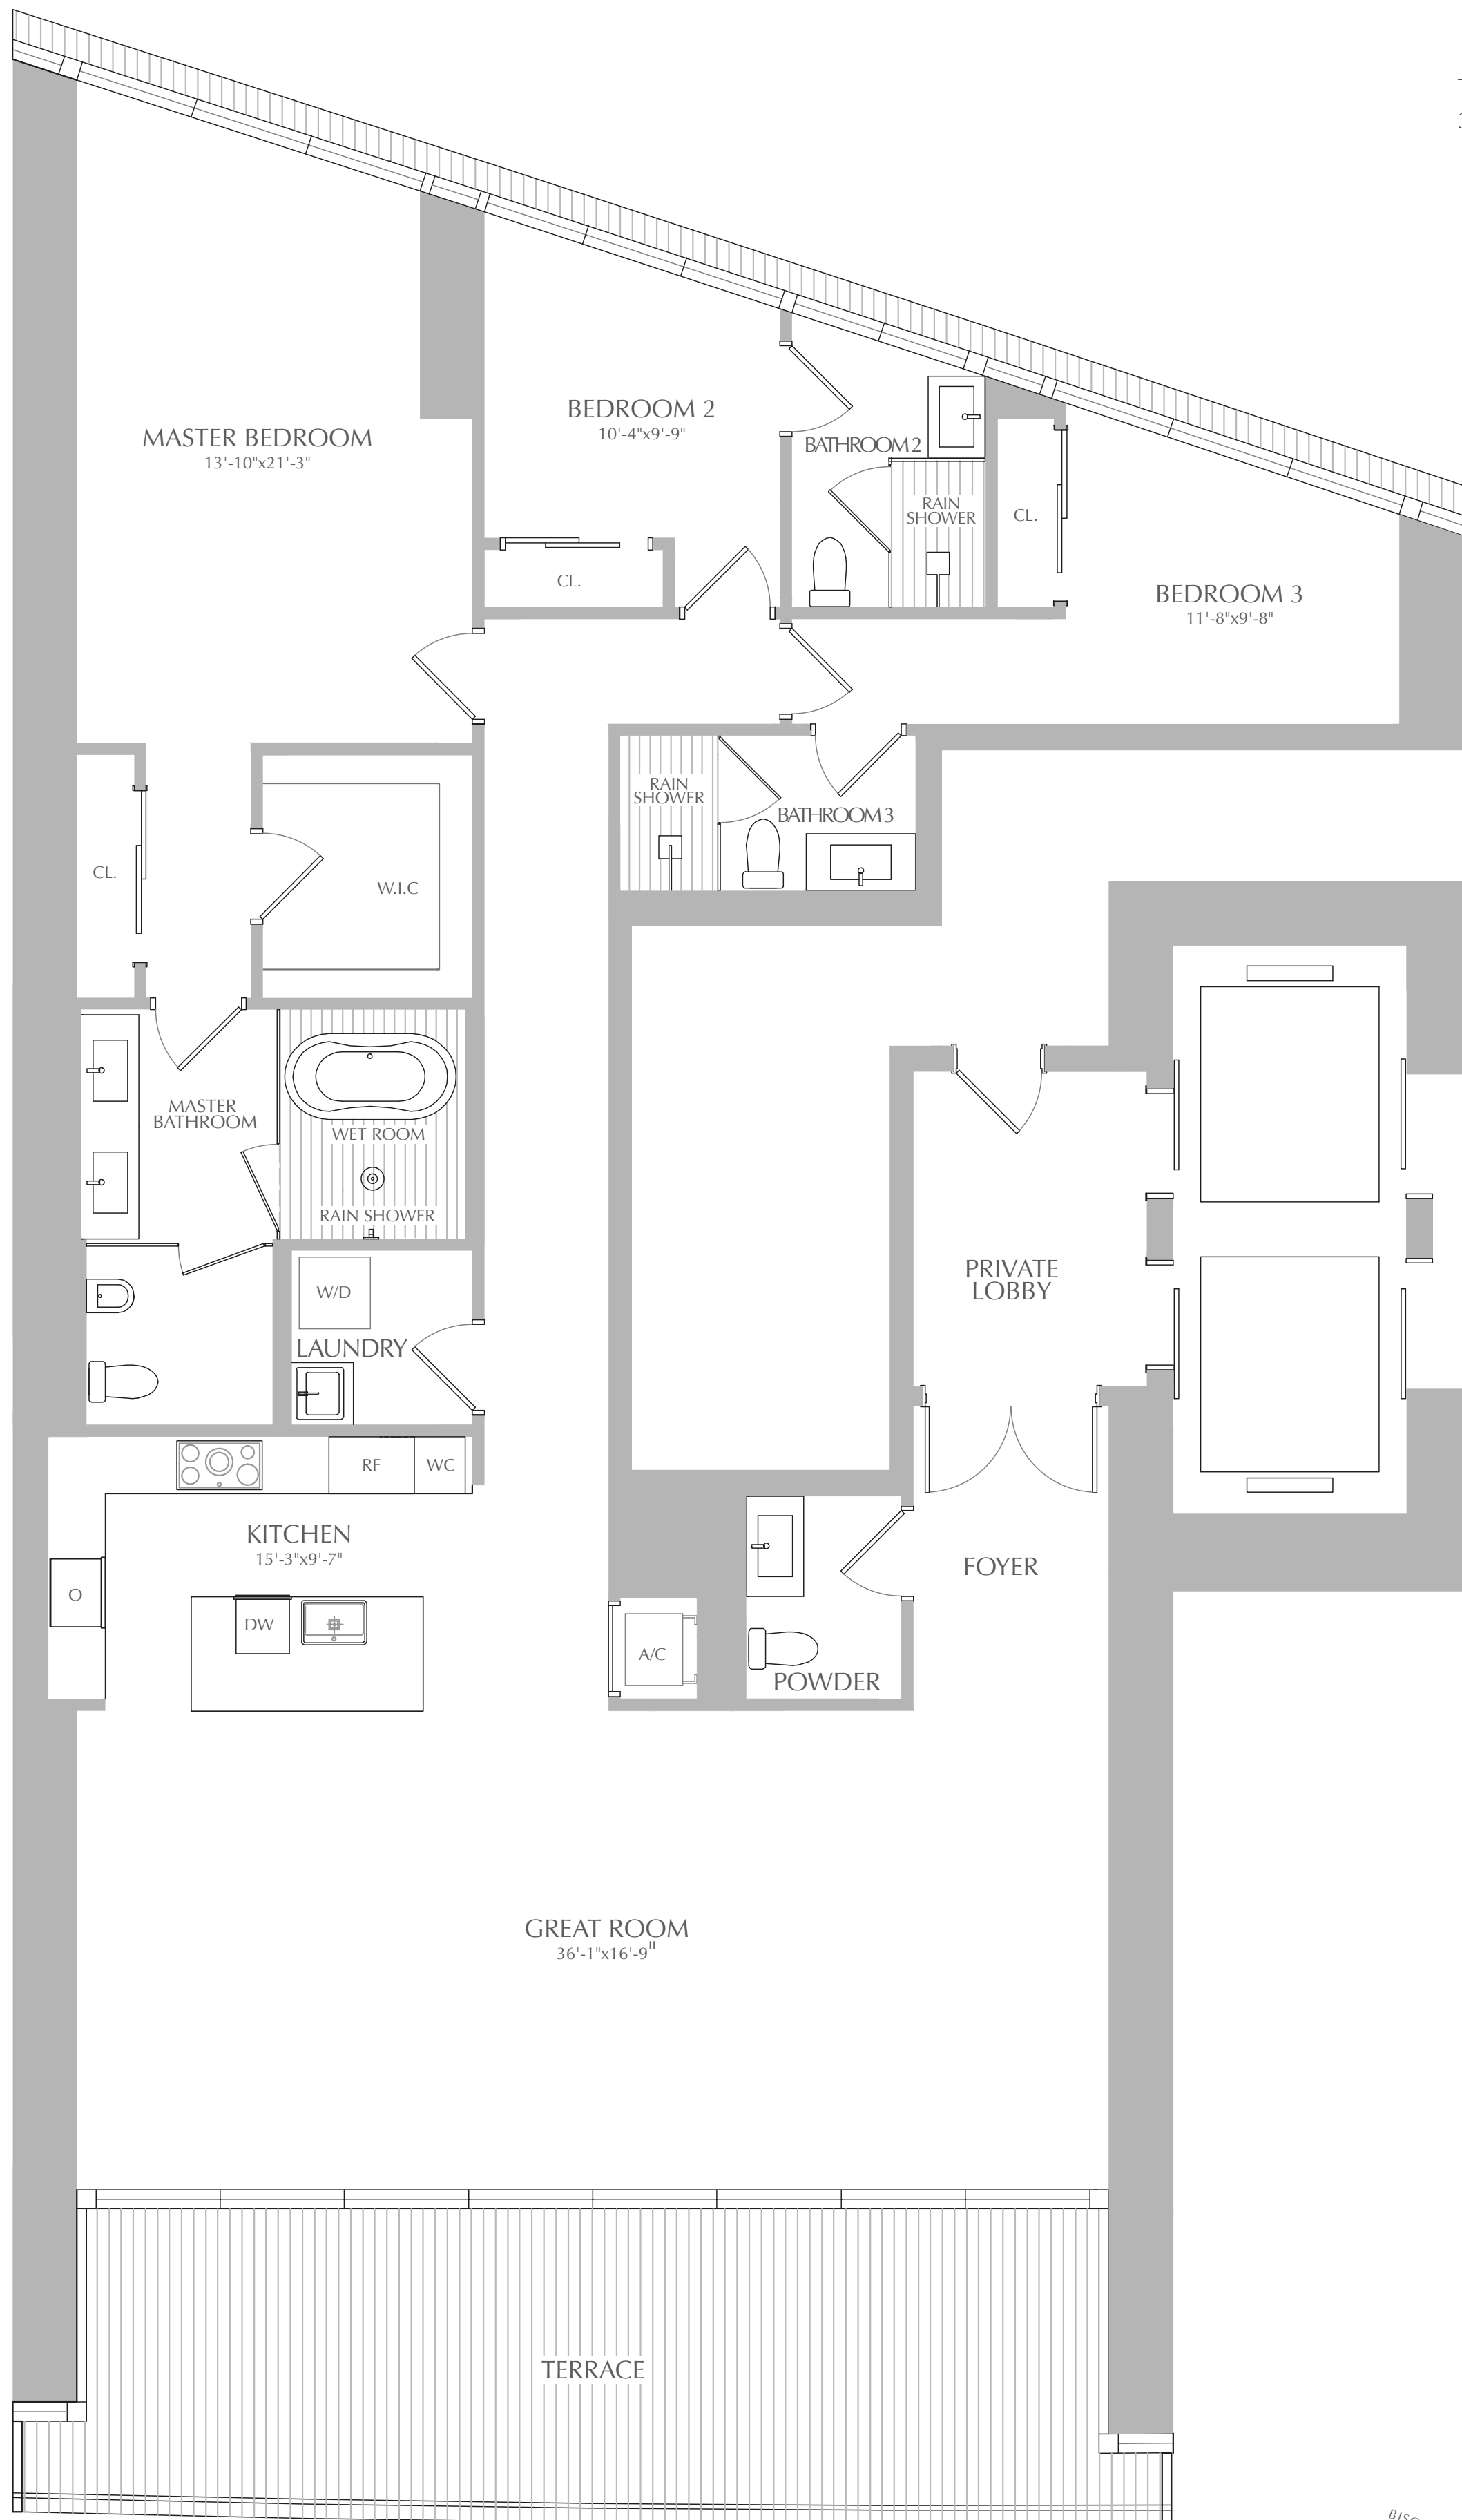 MASTER BEDROOM
13'-10"x21'-3"
BEDROOM 2
10'-4"x9'-9"
BATHROOM 2
RAIN
SHOWER
CL.
CL.
BEDROOM 3
11'-8"x9'-8"
RAIN
SHOWER
BATHROOM 3
CL.
W.I.C
MASTER
BATHROOM
WET ROOM
RAIN SHOWER
W/D
LAUNDRY
PRIVATE
LOBBY
RF
WC
KITCHEN
15'-3"x9'-7"
O
DW
A/C
FOYER
POWDER
GREAT ROOM
36'-1"x16'-9"
TERRACE